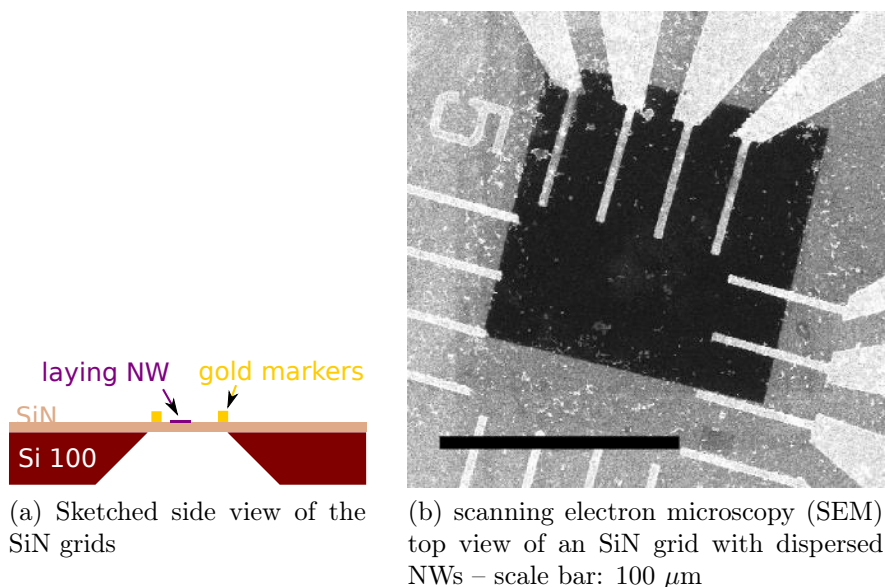 laying NW
gold markers
SiN
Si 100
5
(a) Sketched side view of the
SiN grids
(b) scanning electron microscopy (SEM)
top view of an SiN grid with dispersed
NWs – scale bar: 100 μm